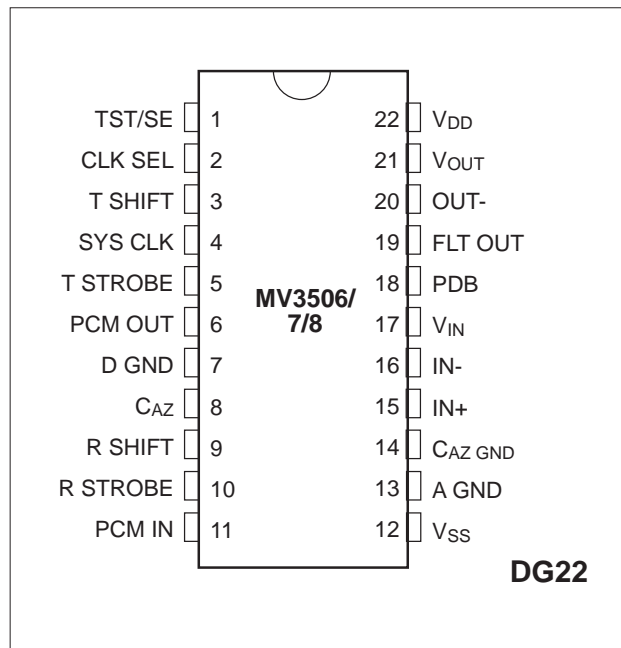 TST/SE 1 22 VDD
CLK SEL 2 21 VOUT
T SHIFT 3 20 OUT-
SYS CLK 4 19 FLT OUT
T STROBE 5 18 PDB
MV3506/
7/8
PCM OUT 6 17 VIN
D GND 7 16 IN-
CAZ 8 15 IN+
R SHIFT 9 14 CAZ GND
R STROBE 10 13 A GND
PCM IN 11 12 VSS
DG22